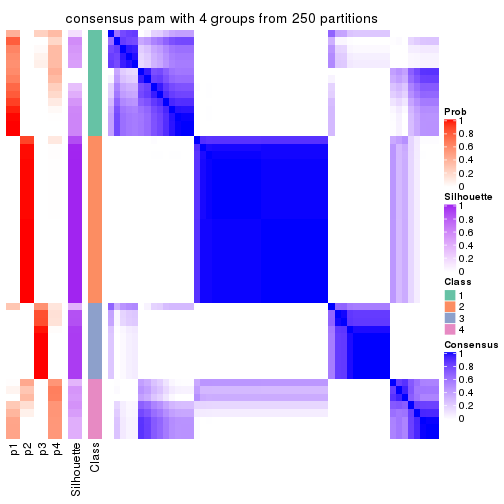 consensus pam with 4 groups from 250 partitions
Prob
1
0.8
0.6
0.4
0.2
0
Silhouette
1
0.8
0.6
0.4
0.2
0
Class
1
2
3
4
Consensus
1
0.8
0.6
0.4
0.2
0
p1
p2
p3
p4
Silhouette
Class